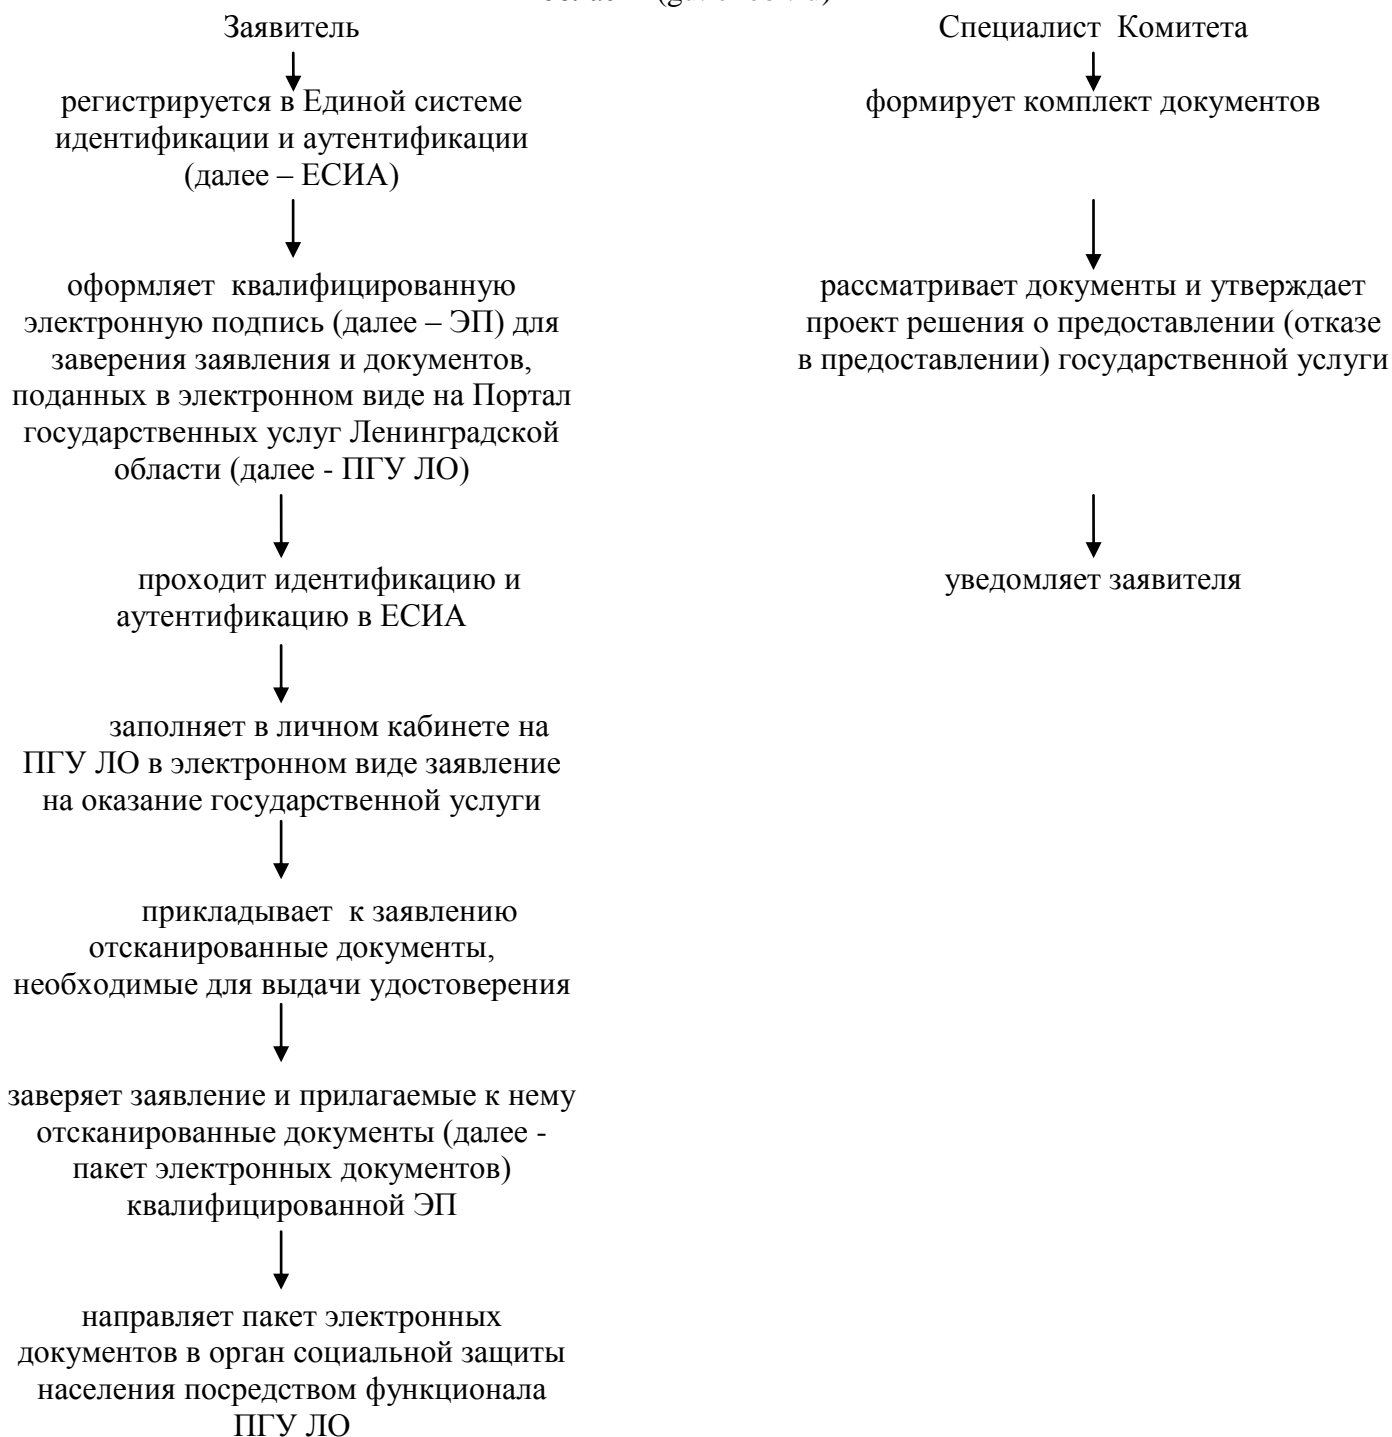 Заявитель
регистрируется в Единой системе
идентификации и аутентификации
(далее – ЕСИА)
оформляет квалифицированную
электронную подпись (далее – ЭП) для
заверения заявления и документов,
поданных в электронном виде на Портал
государственных услуг Ленинградской
области (далее - ПГУ ЛО)
проходит идентификацию и
аутентификацию в ЕСИА
заполняет в личном кабинете на
ПГУ ЛО в электронном виде заявление
на оказание государственной услуги
прикладывает к заявлению
отсканированные документы,
необходимые для выдачи удостоверения
заверяет заявление и прилагаемые к нему
отсканированные документы (далее -
пакет электронных документов)
квалифицированной ЭП
направляет пакет электронных
документов в орган социальной защиты
населения посредством функционала
ПГУ ЛО
Специалист Комитета
формирует комплект документов
рассматривает документы и утверждает
проект решения о предоставлении (отказе
в предоставлении) государственной услуги
уведомляет заявителя